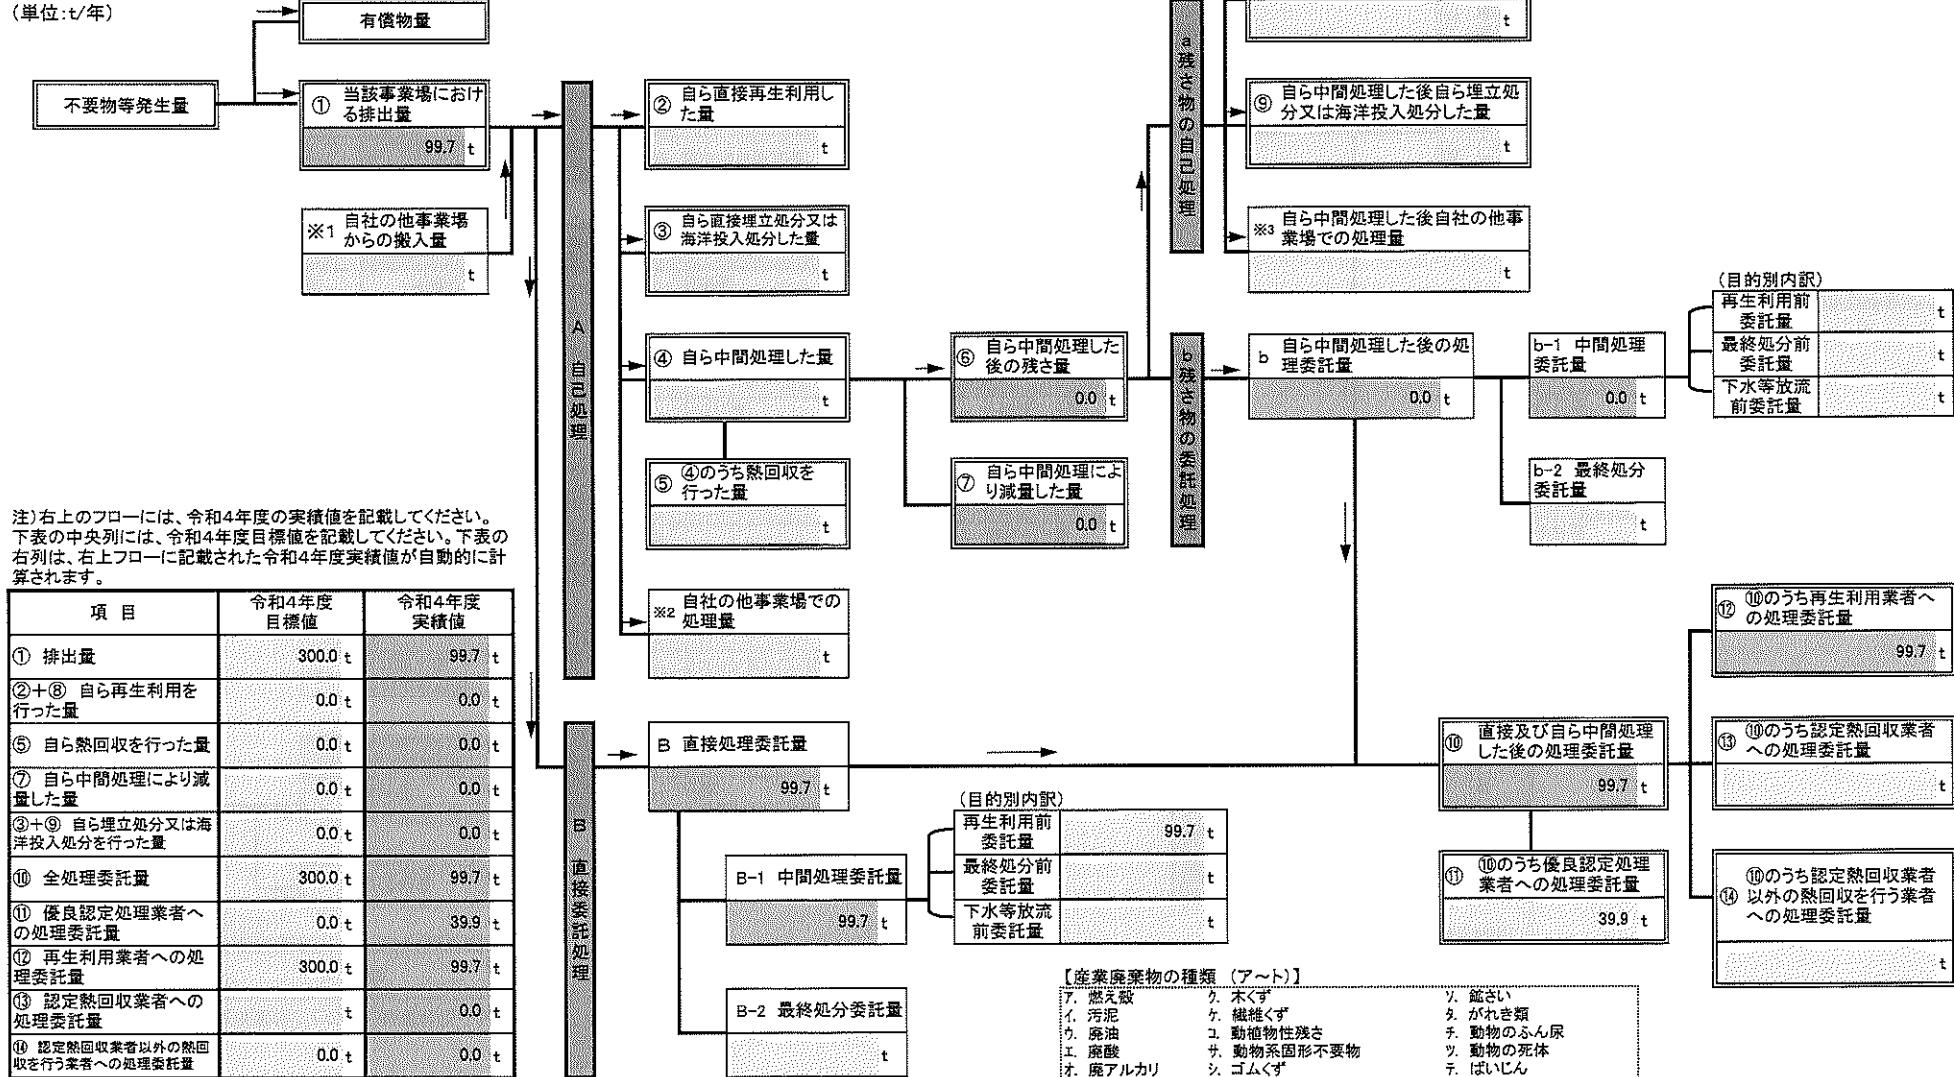 (単位:t/年)
有償物量
不要物等発生量
① 当該事業場におけ
る排出量
99.7 t
※1 自社の他事業場
からの搬入量
t
A 自己処理
② 自ら直接再生利用し
た量
t
③ 自ら直接埋立処分又は
海洋投入処分した量
t
④ 自ら中間処理した量
t
⑤ ④のうち熱回収を
行った量
t
※2 自社の他事業場での
処理量
t
⑥ 自ら中間処理した
後の残さ量
0.0 t
⑦ 自ら中間処理によ
り減量した量
0.0 t
a残さ物の自己処理
t
⑨ 自ら中間処理した後自ら埋立処
分又は海洋投入処分した量
t
※3 自ら中間処理した後自社の他事
業場での処理量
t
b残さ物の委託処理
b 自ら中間処理した後の処
理委託量
0.0 t
b-1 中間処理
委託量
0.0 t
b-2 最終処分
委託量
t
(目的別内訳)
再生利用前
委託量
t
最終処分前
委託量
t
下水等放流
前委託量
t
注)右上のフローには、令和4年度の実績値を記載してください。
下表の中央列には、令和4年度目標値を記載してください。下表の
右列は、右上フローに記載された令和4年度実績値が自動的に計
算されます。
項 目 令和4年度 目標値 令和4年度 実績値
① 排出量 300.0 t 99.7 t
②+⑧ 自ら再生利用を
行った量 0.0 t 0.0 t
⑤ 自ら熱回収を行った量 0.0 t 0.0 t
⑦ 自ら中間処理により減
量した量 0.0 t 0.0 t
③+⑨ 自ら埋立処分又は海
洋投入処分を行った量 0.0 t 0.0 t
⑩ 全処理委託量 300.0 t 99.7 t
⑪ 優良認定処理業者へ
の処理委託量 0.0 t 39.9 t
⑫ 再生利用業者への処
理委託量 300.0 t 99.7 t
⑬ 認定熱回収業者への
処理委託量 t 0.0 t
⑭ 認定熱回収業者以外の熱回
収を行う業者への処理委託量 0.0 t 0.0 t
B 直接委託処理
B 直接処理委託量
99.7 t
B-1 中間処理委託量
99.7 t
B-2 最終処分委託量
t
(目的別内訳)
再生利用前
委託量
99.7 t
最終処分前
委託量
t
下水等放流
前委託量
t
⑩ 直接及び自ら中間処理
した後の処理委託量
99.7 t
⑪ ⑩のうち優良認定処理
業者への処理委託量
39.9 t
⑫ ⑩のうち再生利用業者へ
の処理委託量
99.7 t
⑬ ⑩のうち認定熱回収業者
への処理委託量
t
⑭ ⑩のうち認定熱回収業者
以外の熱回収を行う業者
への処理委託量
t
【産業廃棄物の種類 (ア~ト)】
ア. 燃え殻 ク. 木くず ソ. 鉱さい
イ. 汚泥 ケ. 繊維くず タ. がれき類
ウ. 廃油 コ. 動植物性残さ チ. 動物のふん尿
エ. 廃酸 サ. 動物系固形不要物 ツ. 動物の死体
オ. 廃アルカリ シ. ゴムくず テ. ばいじん